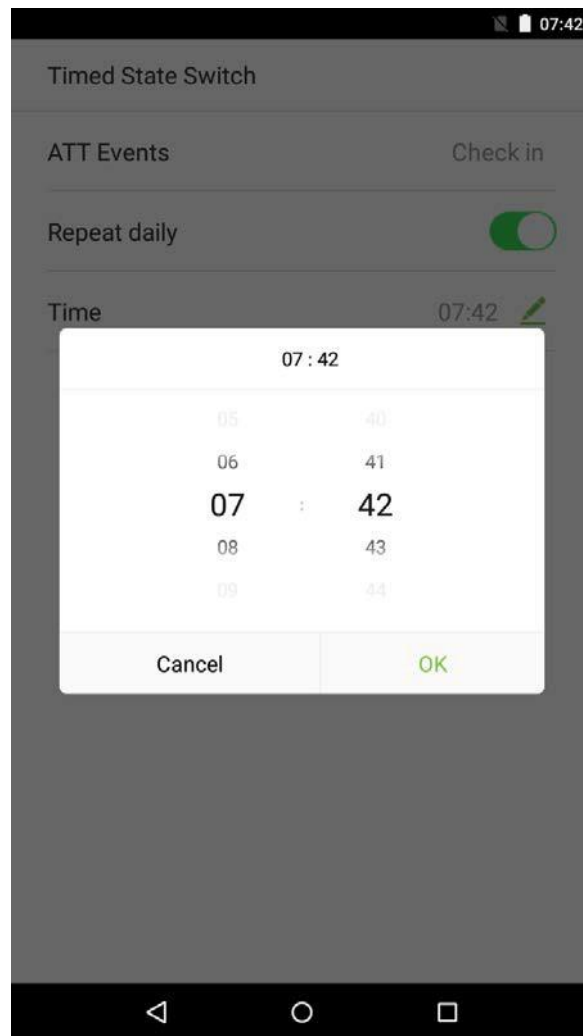 07:42
Timed State Switch
ATT Events Check in
Repeat daily
Time 07:42
07 : 42
05 40
06 41
07 : 42
08 43
09 44
Cancel OK